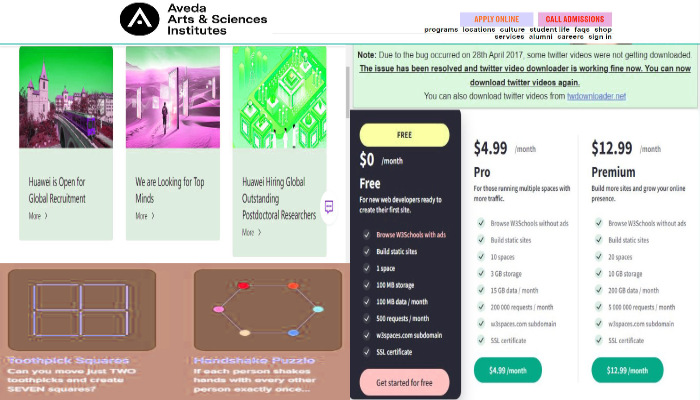 Aveda
Arts & Sciences
Institutes
APPLY ONLINE
CALL ADMISSIONS
programs locations culture student life faqs shop
services alumni careers sign in
Huawei is Open for
Global Recruitment
More >
We are Looking for Top
Minds
More >
Huawei Hiring Global
Outstanding
Postdoctoral Researchers
More >
Note: Due to the bug occurred on 28th April 2017, some twitter videos were not getting downloaded.
The issue has been resolved and twitter video downloader is working fine now. You can now
download twitter videos again.
You can also download twitter videos from twdownloader.net
FREE
$0 /month
Free
For new web developers ready to
create their first site.
Browse W3Schools with ads
Build static sites
1 space
100 MB storage
100 MB data / month
500 requests / month
w3spaces.com subdomain
SSL certificate
Get started for free
$4.99 /month
Pro
For those running multiple spaces with
more traffic.
Browse W3Schools without ads
Build static sites
10 spaces
3 GB storage
15 GB data / month
200 000 requests / month
w3spaces.com subdomain
SSL certificate
$4.99 / month
$12.99 /month
Premium
Build more sites and grow your online
presence.
Browse W3Schools without ads
Build static sites
20 spaces
10 GB storage
200 GB data / month
5 000 000 requests / month
w3spaces.com subdomain
SSL certificate
$12.99 / month
Toothpick Squares
Can you move just TWO
toothpicks and create
SEVEN squares?
Handshake Puzzle
If each person shakes
hands with every other
person exactly once...